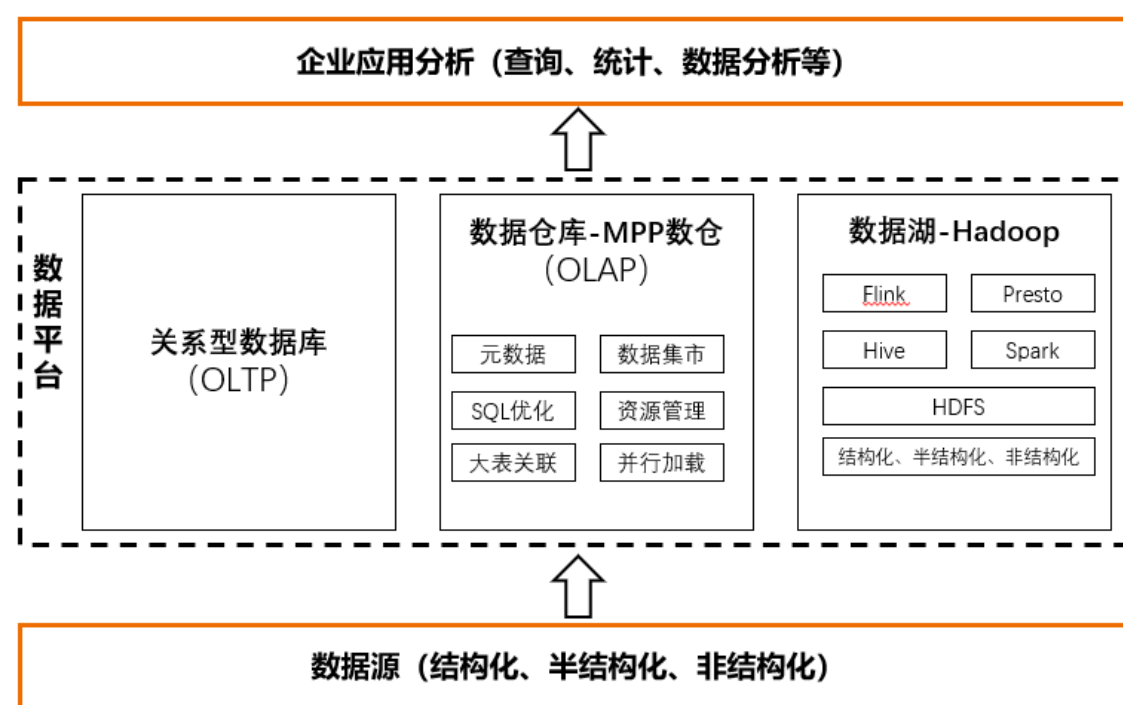 企业应用分析（查询、统计、数据分析等）
数据平台
关系型数据库
（OLTP）
数据仓库-MPP数仓
（OLAP）
元数据
数据集市
SQL优化
资源管理
大表关联
并行加载
数据湖-Hadoop
Flink
Presto
Hive
Spark
HDFS
结构化、半结构化、非结构化
数据源（结构化、半结构化、非结构化）